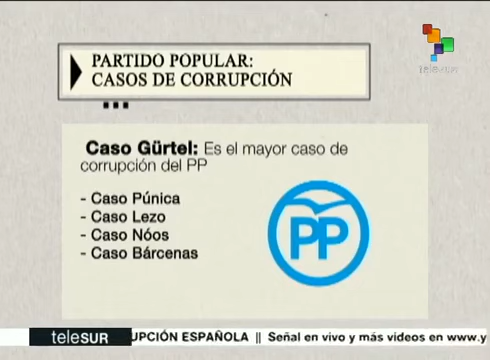 PARTIDO POPULAR:
CASOS DE CORRUPCIÓN
teleSUR
Caso Gürtel: Es el mayor caso de
corrupción del PP
- Caso Púnica
- Caso Lezo
- Caso Nóos
- Caso Bárcenas
PP
teleSUR UPCIÓN ESPAÑOLA || Señal en vivo y más videos en www.y